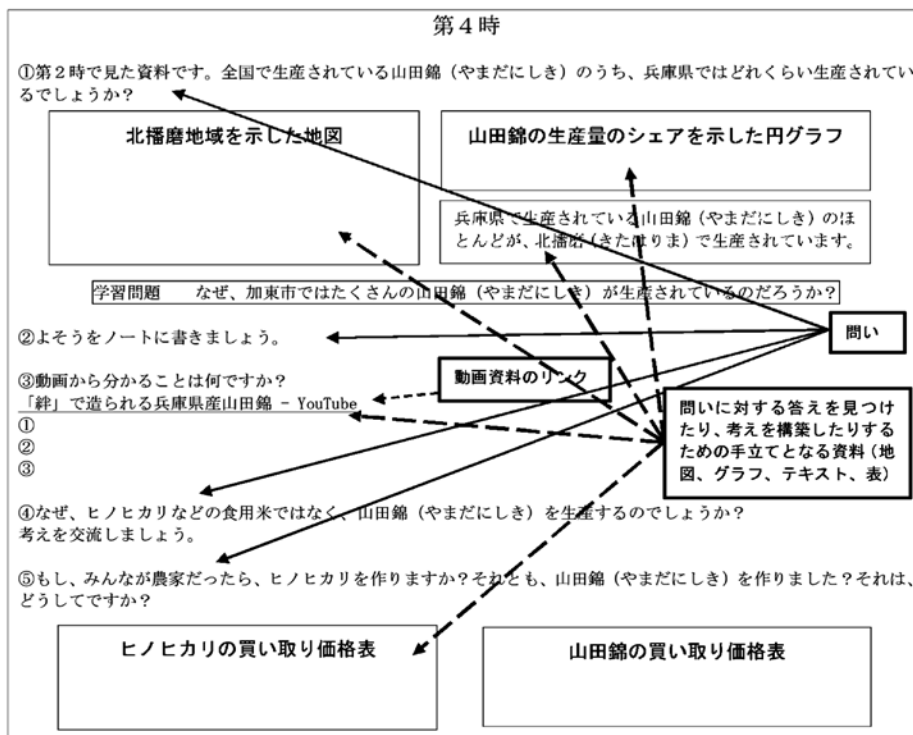 第４時
①第２時で見た資料です。全国で生産されている山田錦（やまだにしき）のうち、兵庫県ではどれくらい生産されてい
るでしょうか？
北播磨地域を示した地図
山田錦の生産量のシェアを示した円グラフ
兵庫県で生産されている山田錦（やまだにしき）のほ
とんどが、北播磨（きたはりま）で生産されています。
学習問題　　なぜ、加東市ではたくさんの山田錦（やまだにしき）が生産されているのだろうか？
②よそうをノートに書きましょう。
問い
③動画から分かることは何ですか？
動画資料のリンク
「絆」で造られる兵庫県産山田錦 – YouTube
①
②
③
問いに対する答えを見つけ
たり、考えを構築したりする
ための手立てとなる資料（地
図、グラフ、テキスト、表）
④なぜ、ヒノヒカリなどの食用米ではなく、山田錦（やまだにしき）を生産するのでしょうか？
考えを交流しましょう。
⑤もし、みんなが農家だったら、ヒノヒカリを作りますか？それとも、山田錦（やまだにしき）を作りました？それは、
どうしてですか？
ヒノヒカリの買い取り価格表
山田錦の買い取り価格表